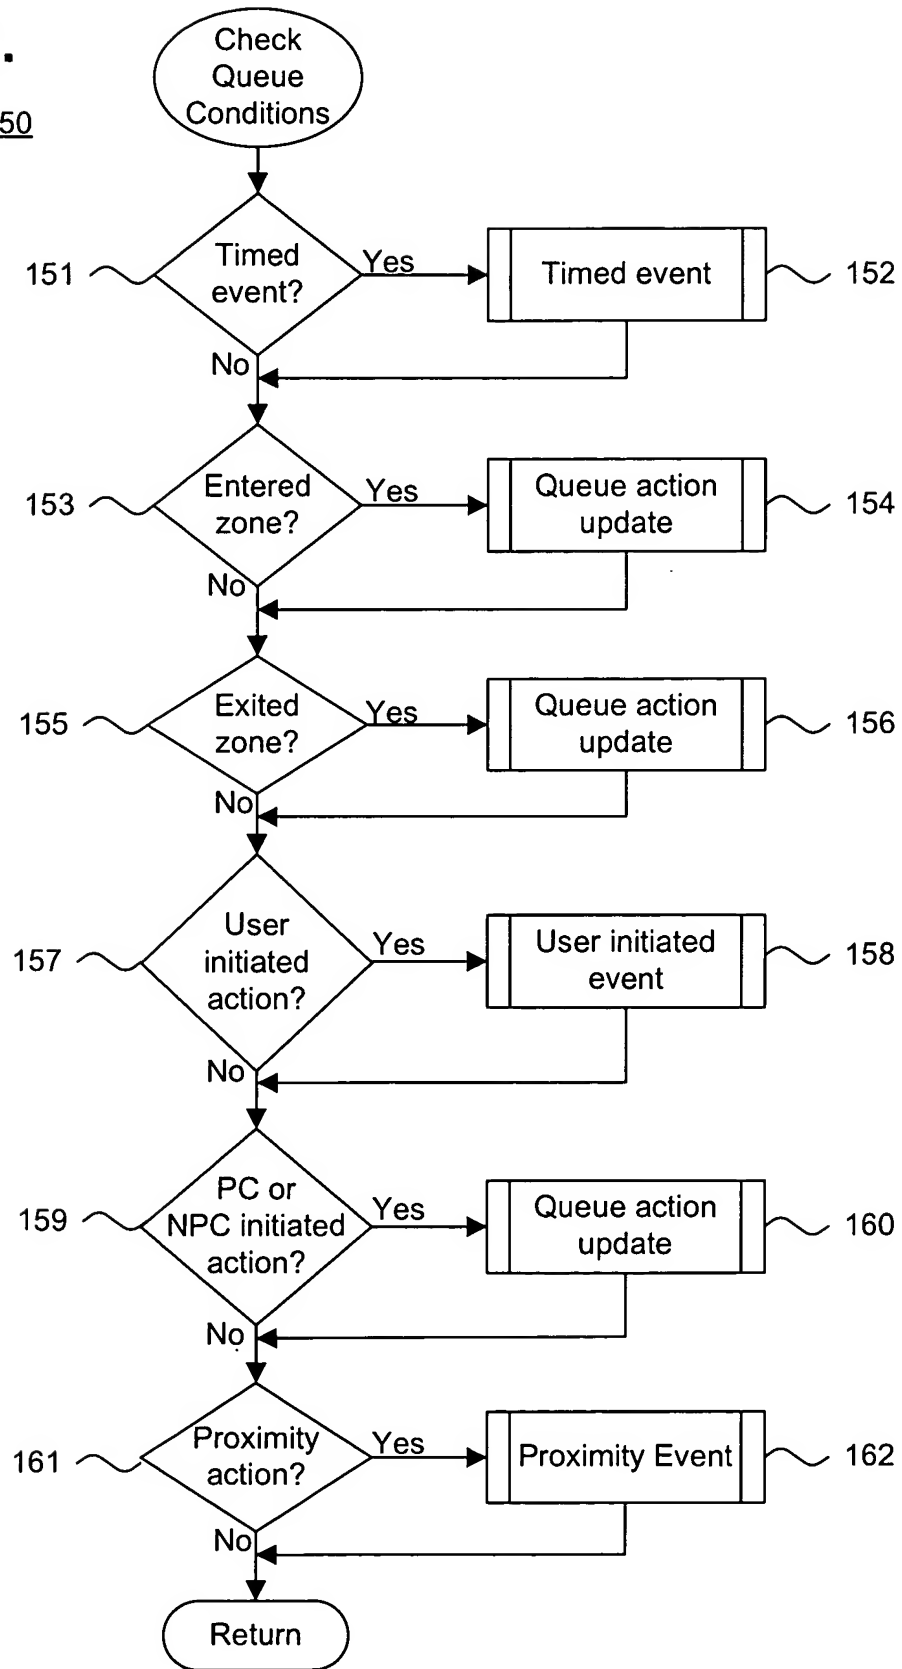 Check
Queue
Conditions
50
151
Timed
event?
Yes
Timed event
152
No
153
Entered
zone?
Yes
Queue action
update
154
No
155
Exited
zone?
Yes
Queue action
update
156
No
157
User
initiated
action?
Yes
User initiated
event
158
No
159
PC or
NPC initiated
action?
Yes
Queue action
update
160
No
161
Proximity
action?
Yes
Proximity Event
162
No
Return